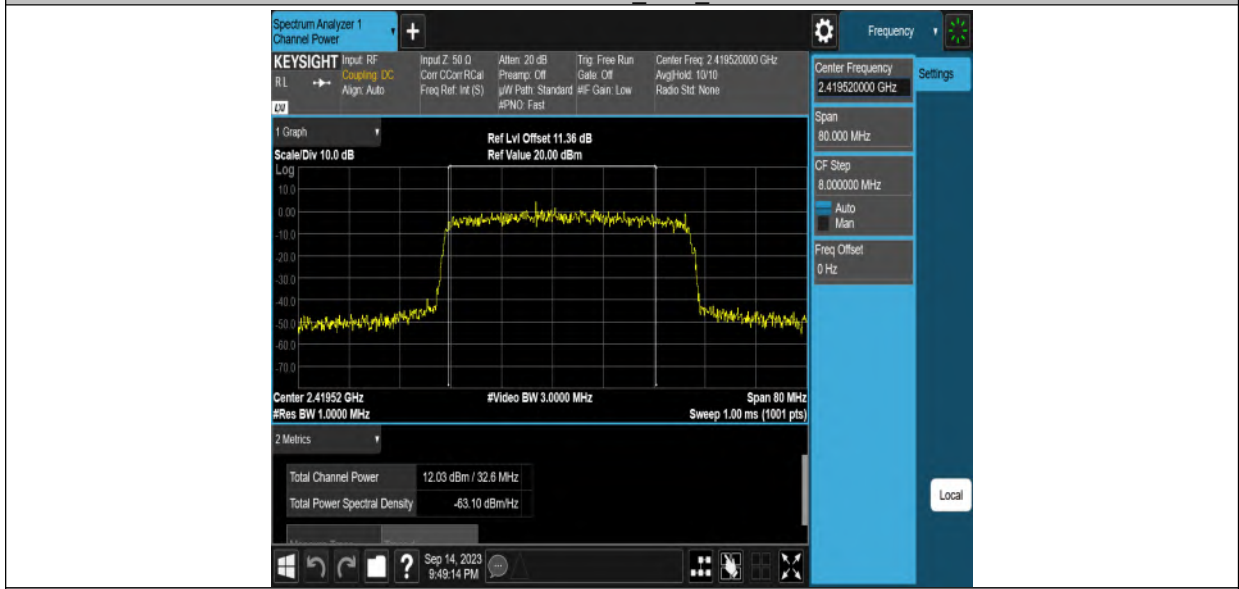 Spectrum Analyzer 1
Channel Power
+
Frequency
KEYSIGHT
RL
LXI
Input: RF
Coupling: DC
Align: Auto
Input Z: 50 Ω
Corr CCorr RCal
Freq Ref: Int (S)
Atten: 20 dB
Preamp: Off
µW Path: Standard
#PNO: Fast
Trig: Free Run
Gate: Off
#IF Gain: Low
Center Freq: 2.419520000 GHz
Avg|Hold: 10/10
Radio Std: None
Center Frequency
2.419520000 GHz
Settings
Span
80.000 MHz
CF Step
8.000000 MHz
Auto
Man
Freq Offset
0 Hz
Local
1 Graph
Scale/Div 10.0 dB
Ref Lvl Offset 11.36 dB
Ref Value 20.00 dBm
Log
10.0
0.00
-10.0
-20.0
-30.0
-40.0
-50.0
-60.0
-70.0
Center 2.41952 GHz
#Res BW 1.0000 MHz
#Video BW 3.0000 MHz
Span 80 MHz
Sweep 1.00 ms (1001 pts)
2 Metrics
Total Channel Power 12.03 dBm / 32.6 MHz
Total Power Spectral Density -63.10 dBm/Hz
?
Sep 14, 2023
9:49:14 PM